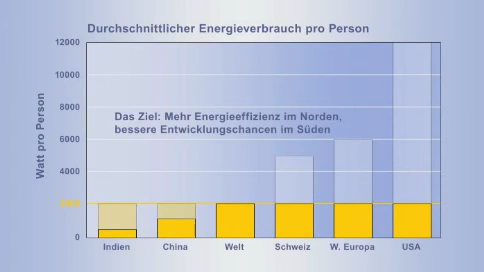 Durchschnittlicher Energieverbrauch pro Person
12000
10000
8000
6000
4000
2000
0
Watt pro Person
Das Ziel: Mehr Energieeffizienz im Norden,
bessere Entwicklungschancen im Süden
Indien China Welt Schweiz W. Europa USA